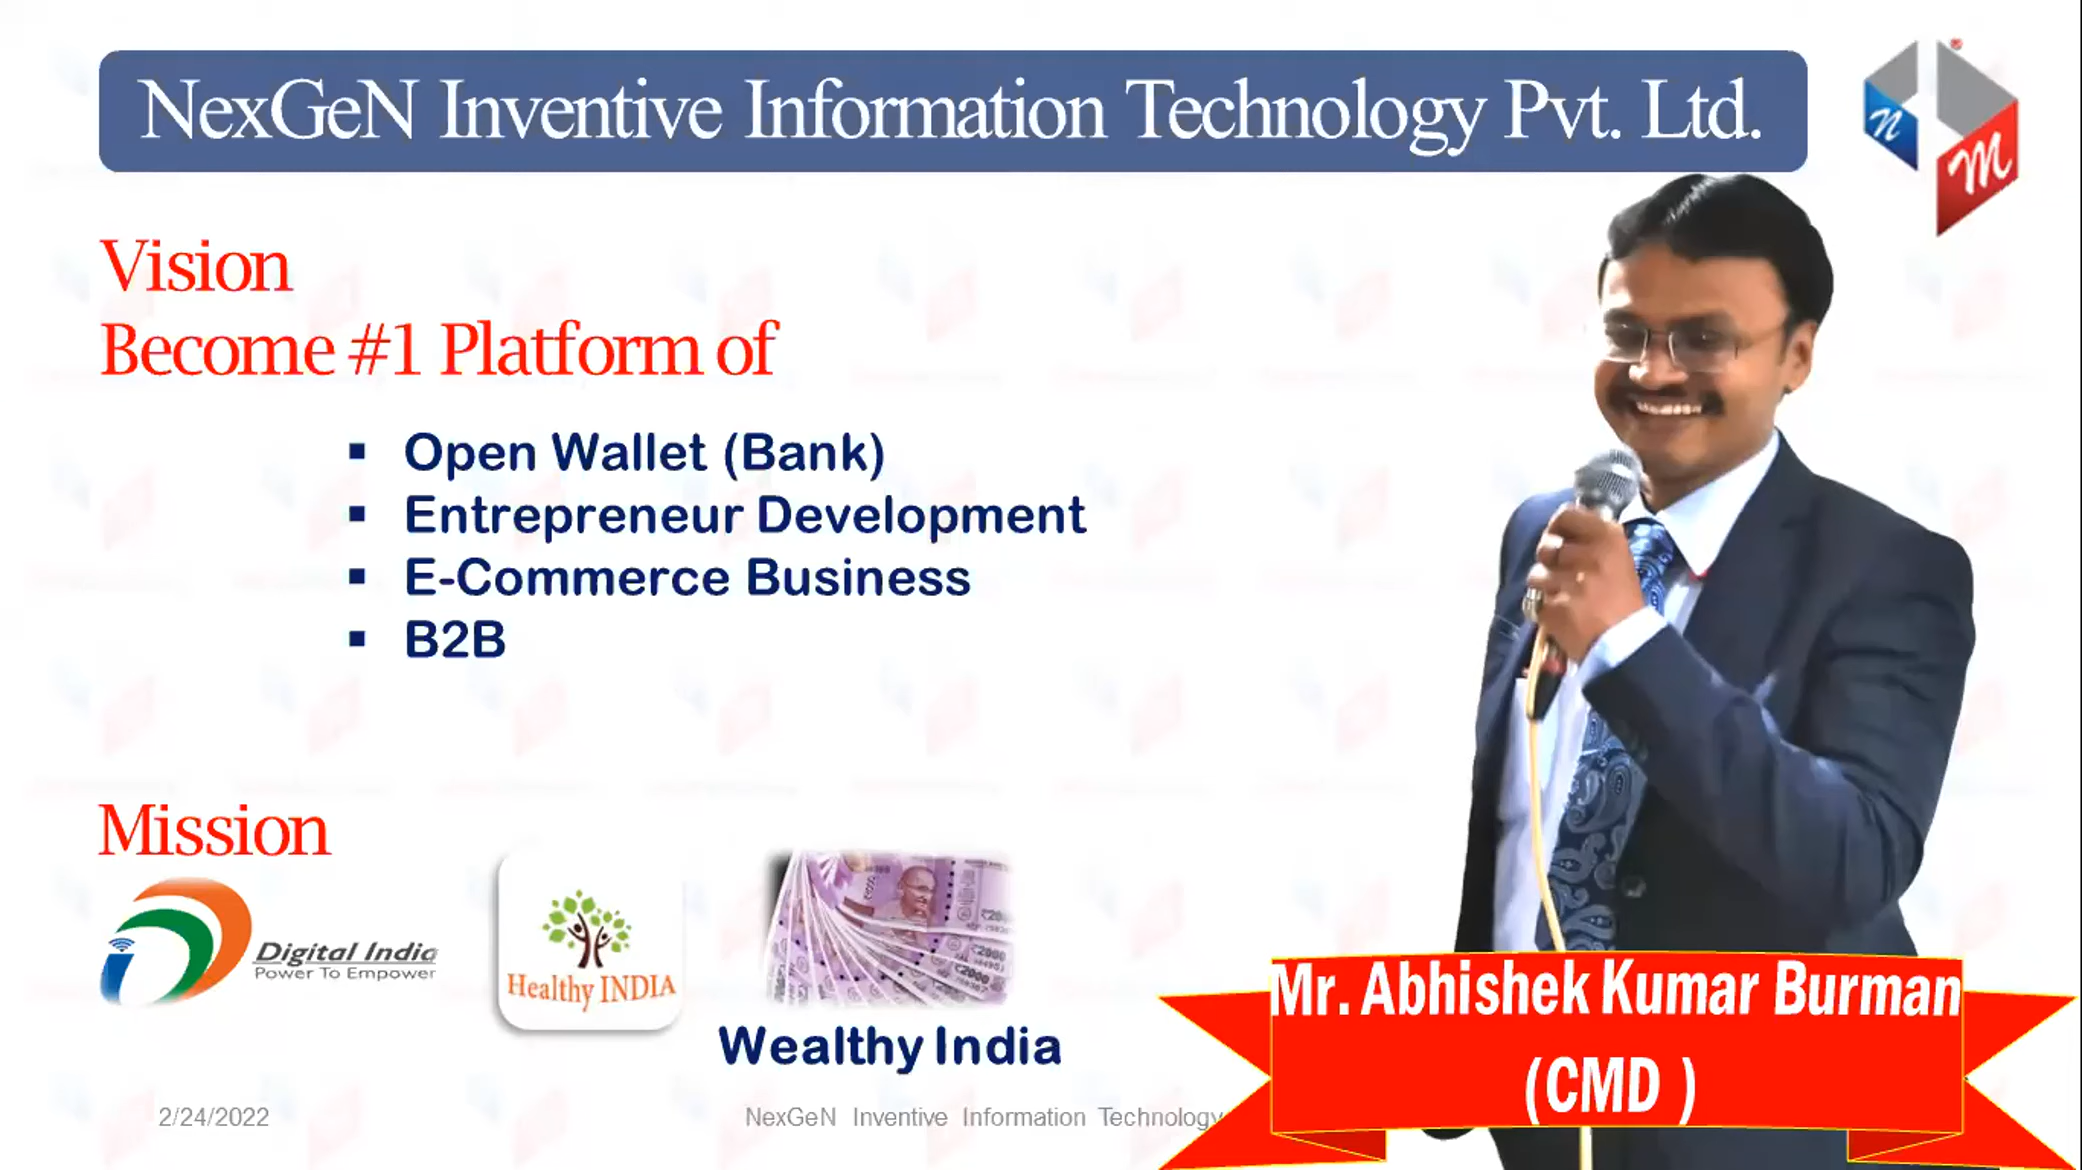 NexGeN Inventive Information Technology Pvt. Ltd.
n
M
Vision
Become #1 Platform of
▪ Open Wallet (Bank)
▪ Entrepreneur Development
▪ E-Commerce Business
▪ B2B
Mission
Digital India
Power To Empower
Healthy INDIA
Wealthy India
Mr. Abhishek Kumar Burman
(CMD )
2/24/2022
NexGeN Inventive Information Technology